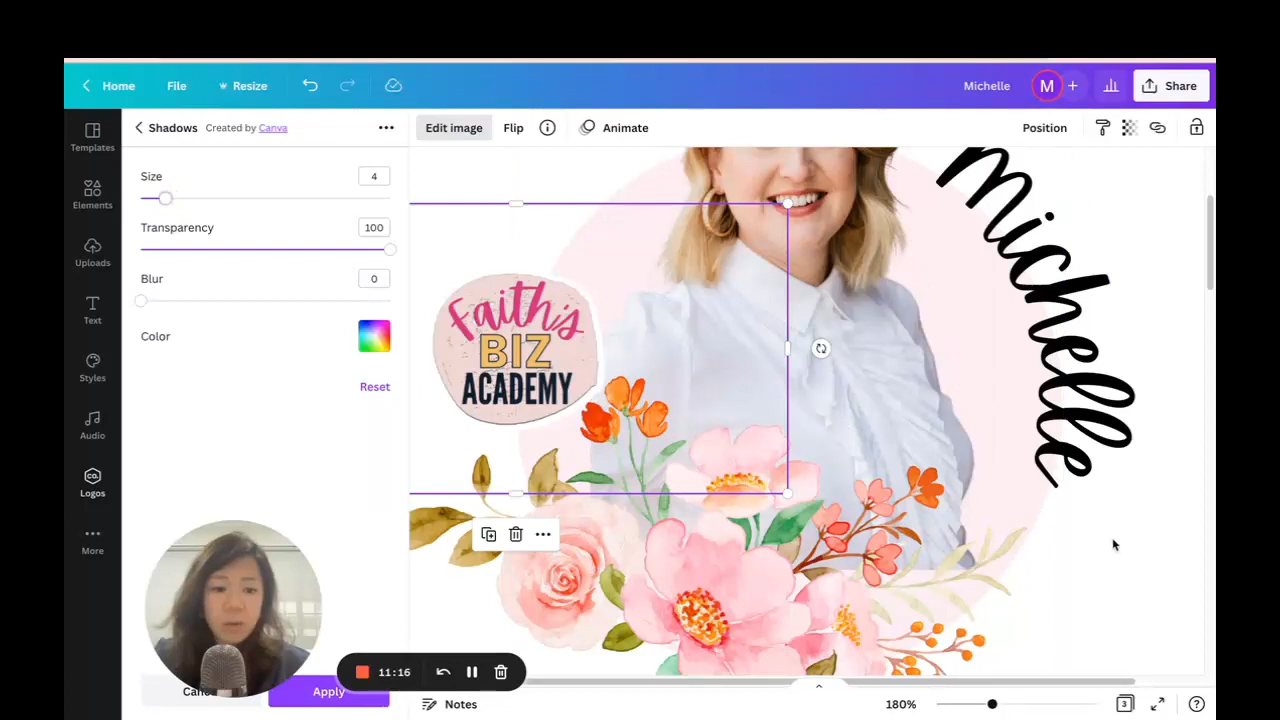 Home File Resize Michelle M + Share
Shadows Created by Canva Edit image Flip Animate Position
Templates
Elements
Uploads
Text
Styles
Audio
co.
Logos
More
Size 4
Transparency 100
Blur 0
Color
Reset
Apply
Faith's
BIZ
ACADEMY
Michelle
11:16
Notes 180% 3 ?